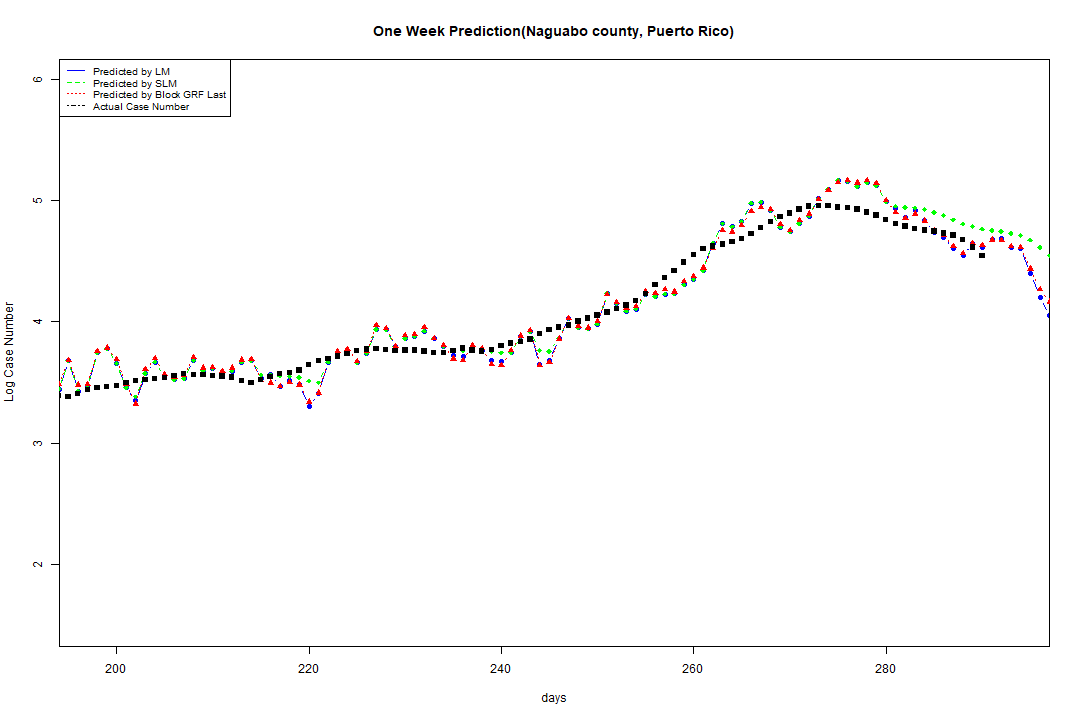 One Week Prediction(Naguabo county, Puerto Rico)
Predicted by LM
Predicted by SLM
Predicted by Block GRF Last
Actual Case Number
6
5
4
3
2
Log Case Number
200 220 240 260 280
days